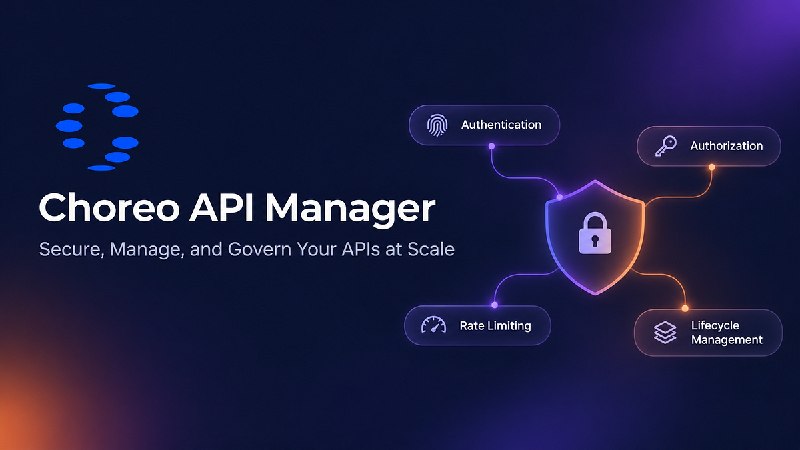 Choreo API Manager
Secure, Manage, and Govern Your APIs at Scale
Authentication
Authorization
Rate Limiting
Lifecycle
Management